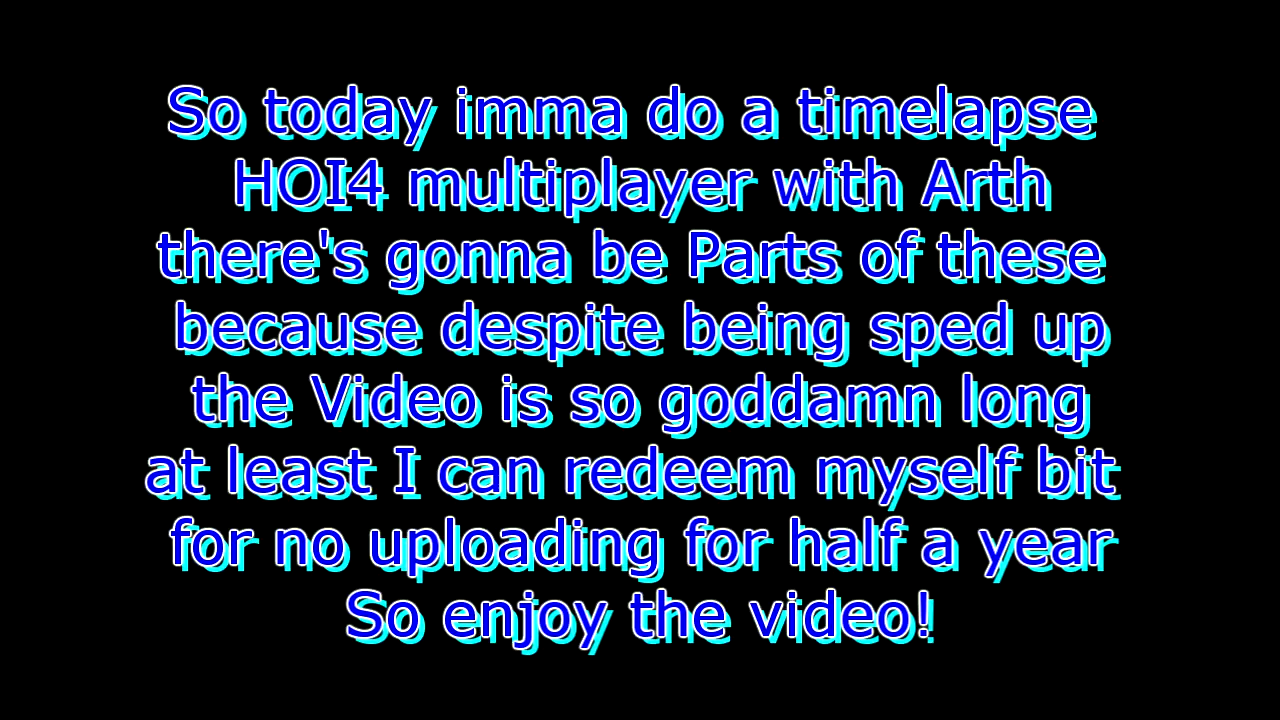 So today imma do a timelapse
HOI4 multiplayer with Arth
there's gonna be Parts of these
because despite being sped up
the Video is so goddamn long
at least I can redeem myself bit
for no uploading for half a year
So enjoy the video!